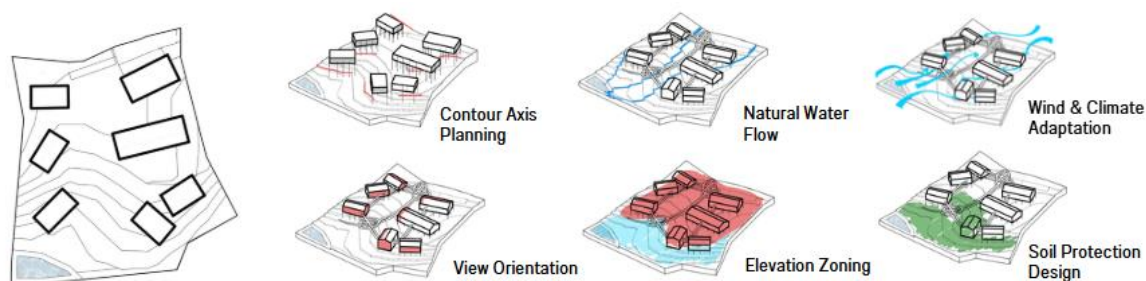 Contour Axis
Planning
Natural Water
Flow
Wind & Climate
Adaptation
View Orientation
Elevation Zoning
Soil Protection
Design